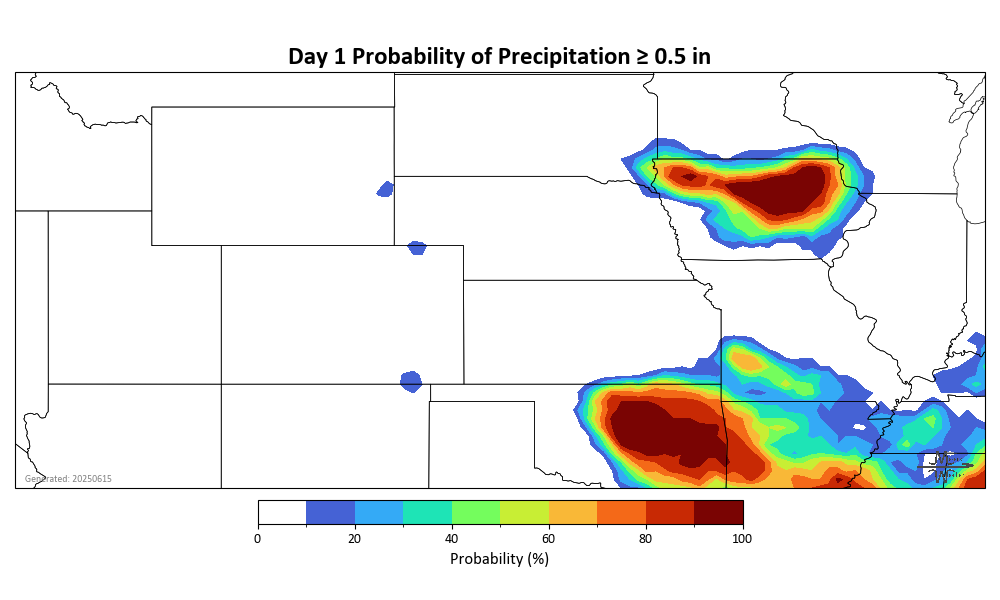 Day 1 Probability of Precipitation ≥ 0.5 in
Generated: 20250615
0 20 40 60 80 100
Probability (%)